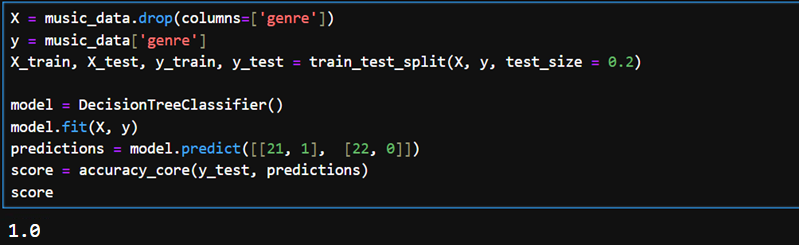 X = music_data.drop(columns=['genre'])
y = music_data['genre']
X_train, X_test, y_train, y_test = train_test_split(X, y, test_size = 0.2)
model = DecisionTreeClassifier()
model.fit(X, y)
predictions = model.predict([[21, 1],  [22, 0]])
score = accuracy_core(y_test, predictions)
score
1.0